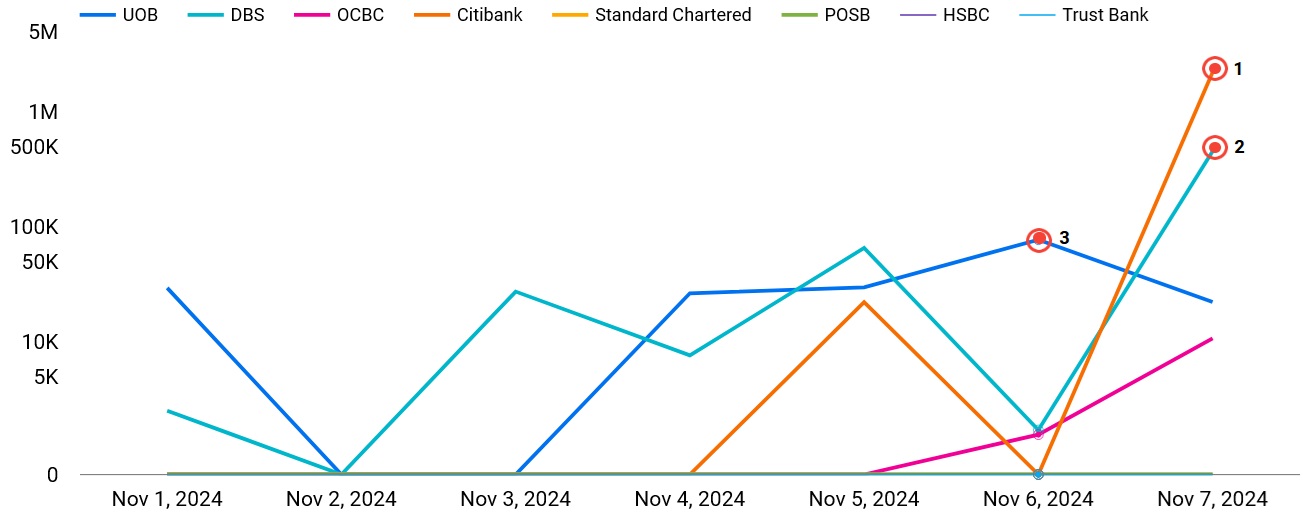 UOB DBS OCBC Citibank Standard Chartered POSB HSBC Trust Bank
5M
1
1M
500K
2
100K
3
50K
10K
5K
0
Nov 1, 2024 Nov 2, 2024 Nov 3, 2024 Nov 4, 2024 Nov 5, 2024 Nov 6, 2024 Nov 7, 2024